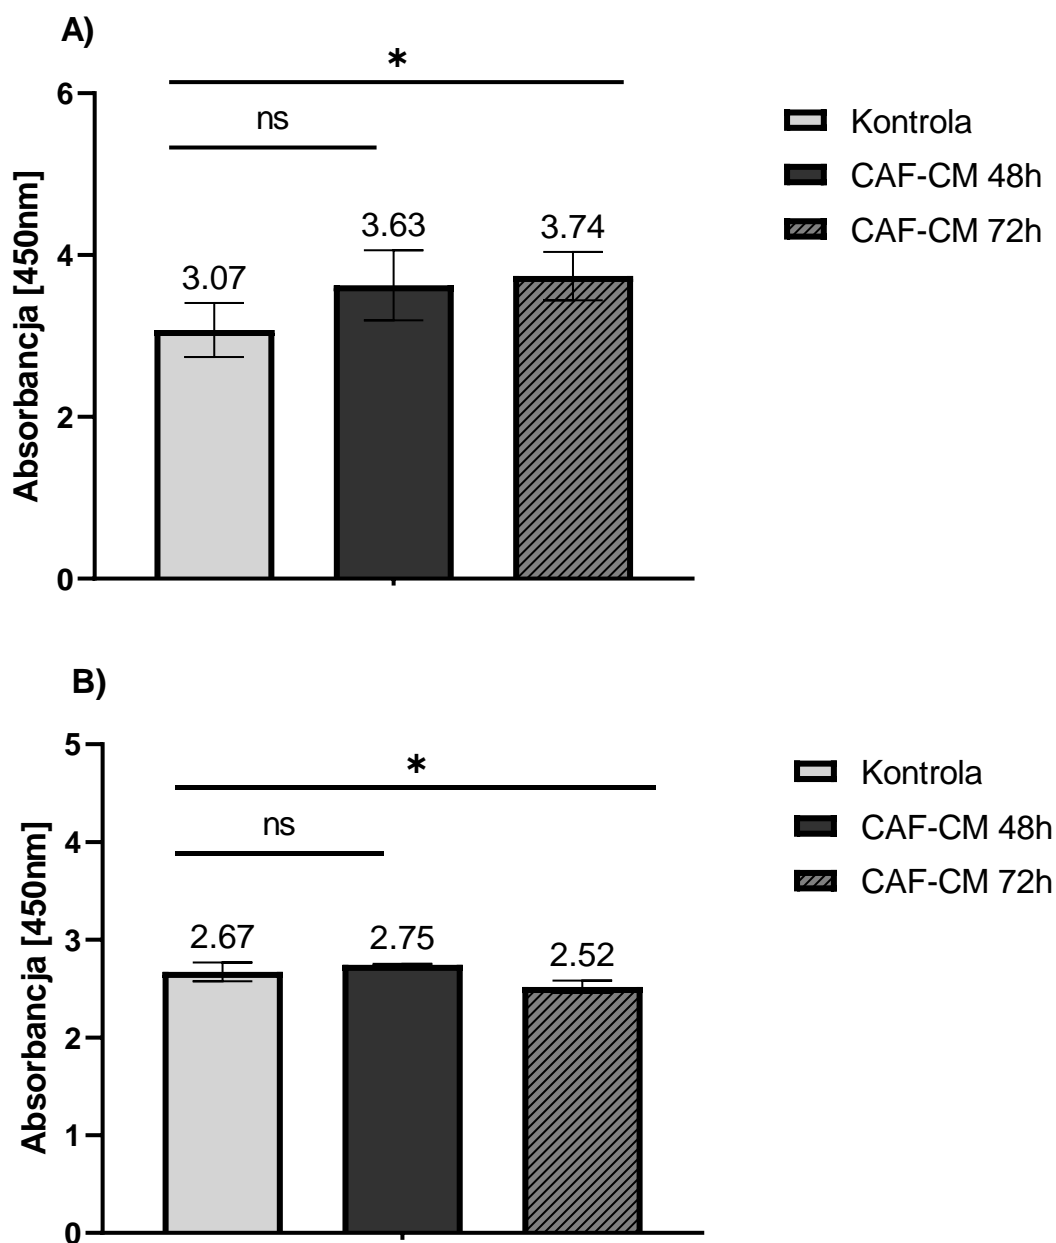 A)
*
ns
6
4
2
0
Absorbancja [450nm]
3.07
3.63
3.74
Kontrola
CAF-CM 48h
CAF-CM 72h
B)
*
ns
5
4
3
2
1
0
Absorbancja [450nm]
2.67
2.75
2.52
Kontrola
CAF-CM 48h
CAF-CM 72h